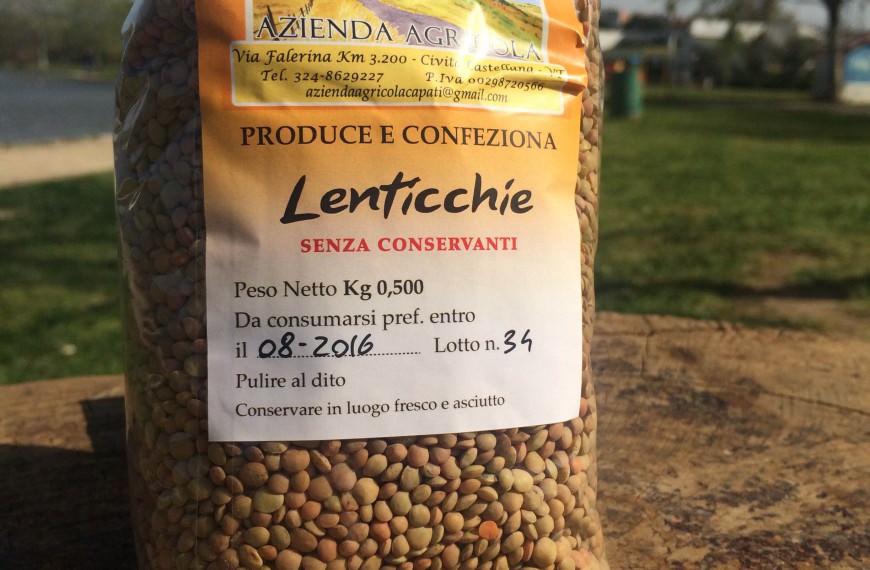 AZIENDA AGRICOLA
Via Falerina Km 3.200 - Civita Castellana - VT
Tel. 324-8629227 P.Iva 00298720566
aziendaagricolacapati@gmail.com
PRODUCE E CONFEZIONA
Lenticchie
SENZA CONSERVANTI
Peso Netto Kg 0,500
Da consumarsi pref. entro
il 08-2016 Lotto n. 34
Pulire al dito
Conservare in luogo fresco e asciutto